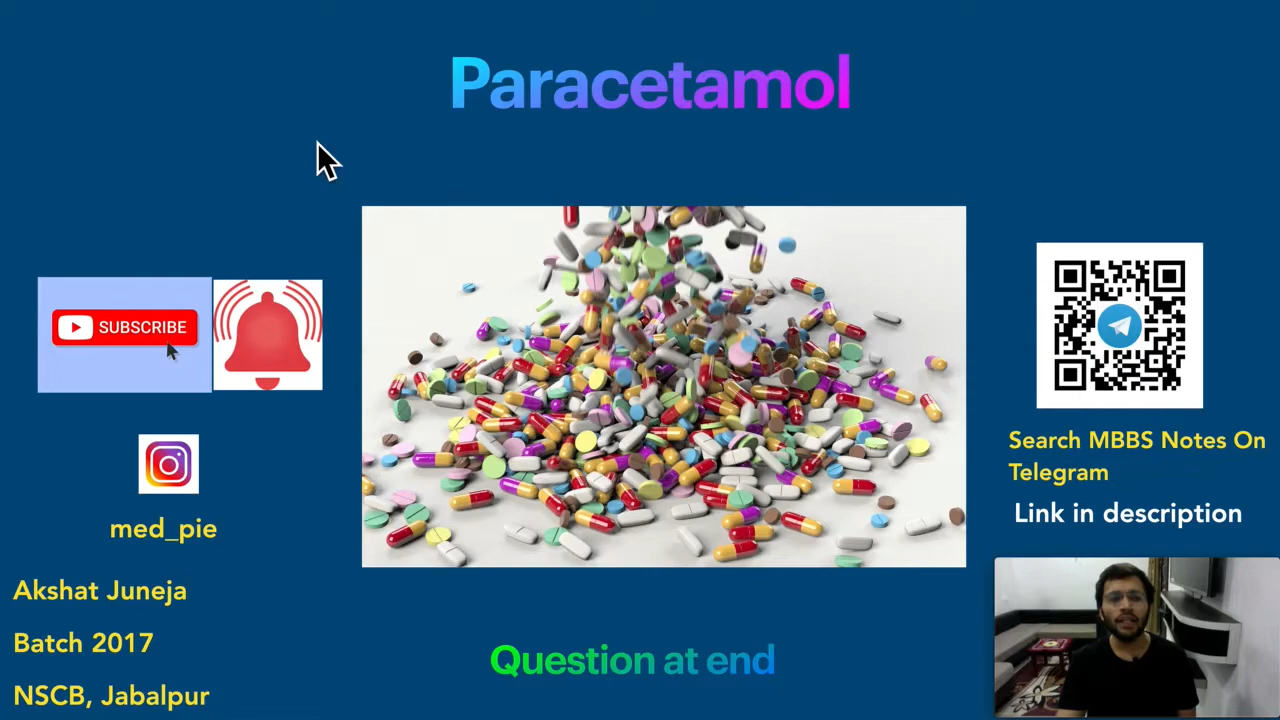 Paracetamol
SUBSCRIBE
med_pie
Akshat Juneja
Batch 2017
NSCB, Jabalpur
Search MBBS Notes On
Telegram
Link in description
Question at end